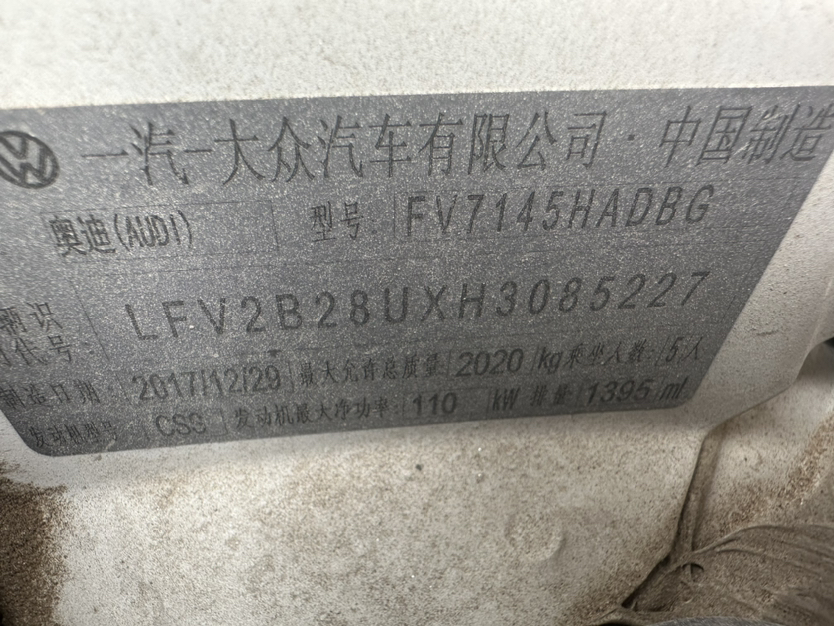 一汽-大众汽车有限公司·中国制造
奥迪(AUDI) 型号: FV7145HADBG
辆识
代号: LFV2B28UXH3085227
制造日期: 2017/12/29 最大允许总质量: 2020 kg 乘坐人数: 5人
发动机型号: CSS 发动机最大净功率: 110 kW 排量: 1395 ml